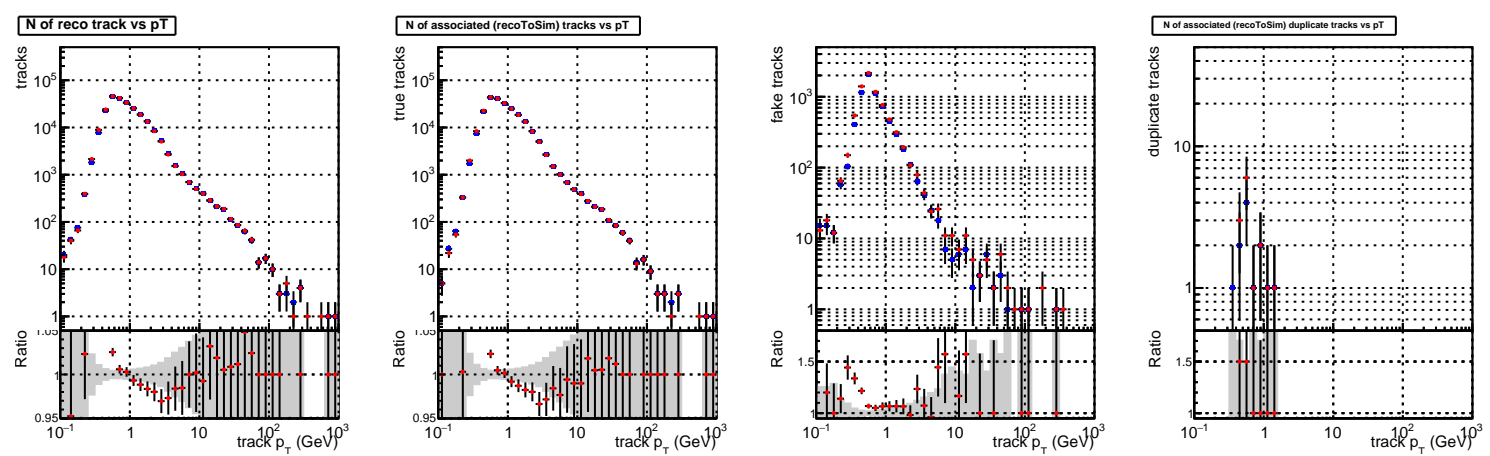 N of reco track vs pT
N of associated (recoToSim) tracks vs pT
N of associated (recoToSim) duplicate tracks vs pT
tracks
10^5
10^4
10^3
10^2
10
1
Ratio
1.05
1
0.95
10^-1 1 10 10^2 10^3
track p_T (GeV)
true tracks
10^5
10^4
10^3
10^2
10
1
Ratio
1.05
1
0.95
10^-1 1 10 10^2 10^3
track p_T (GeV)
fake tracks
10^3
10^2
10
1
Ratio
1.5
1
10^-1 1 10 10^2 10^3
track p_T (GeV)
duplicate tracks
10
1
Ratio
1.5
1
10^-1 1 10 10^2 10^3
track p_T (GeV)